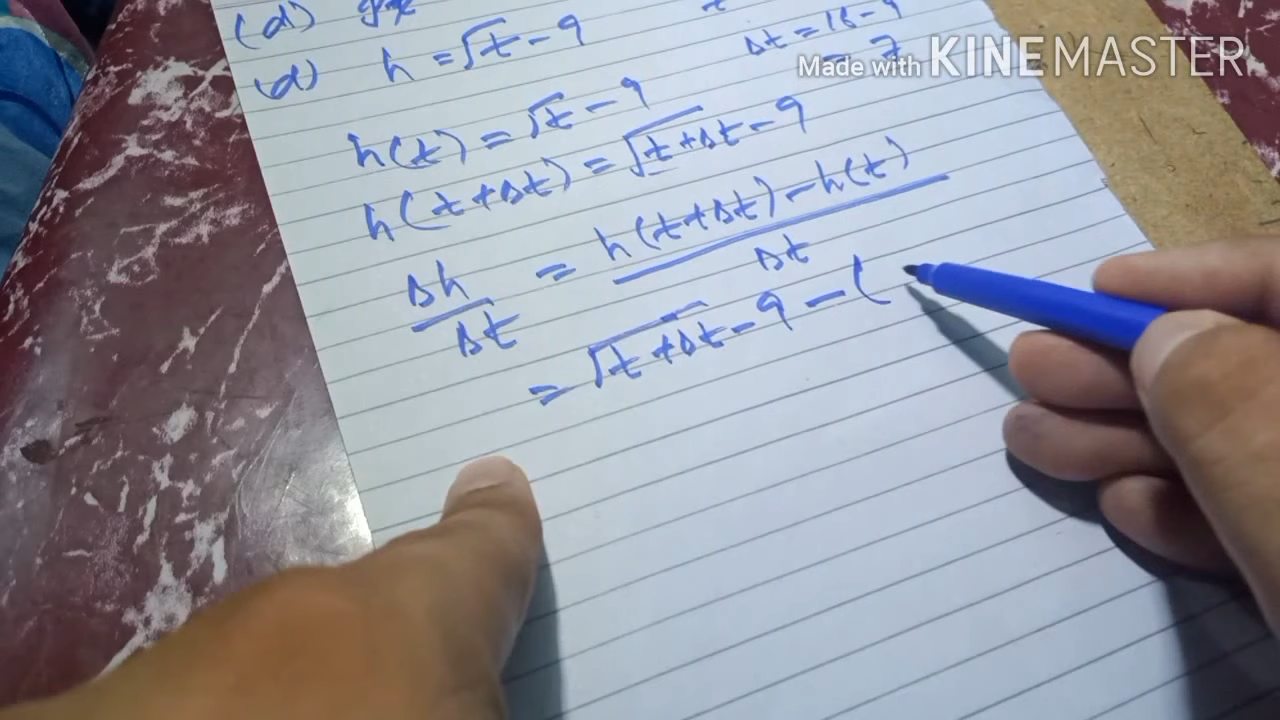 (d)
(d) h = √t - 9
Δt = 16 - 9
= 7
Made with KINEMASTER
h(t) = √t - 9
h(t+Δt) = √t+Δt - 9
Δh/Δt = h(t+Δt) - h(t)/Δt
= √t+Δt - 9 - (